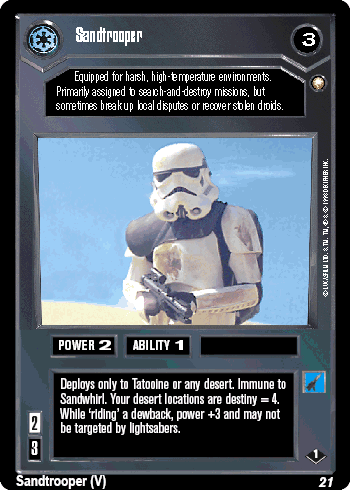 Sandtrooper
3
Equipped for harsh, high-temperature environments.
Primarily assigned to search-and-destroy missions, but
sometimes break up local disputes or recover stolen droids.
POWER 2
ABILITY 1
Deploys only to Tatooine or any desert. Immune to
Sandwhirl. Your desert locations are destiny = 4.
While ‘riding’ a dewback, power +3 and may not
be targeted by lightsabers.
2
3
1
Sandtrooper (V)
21